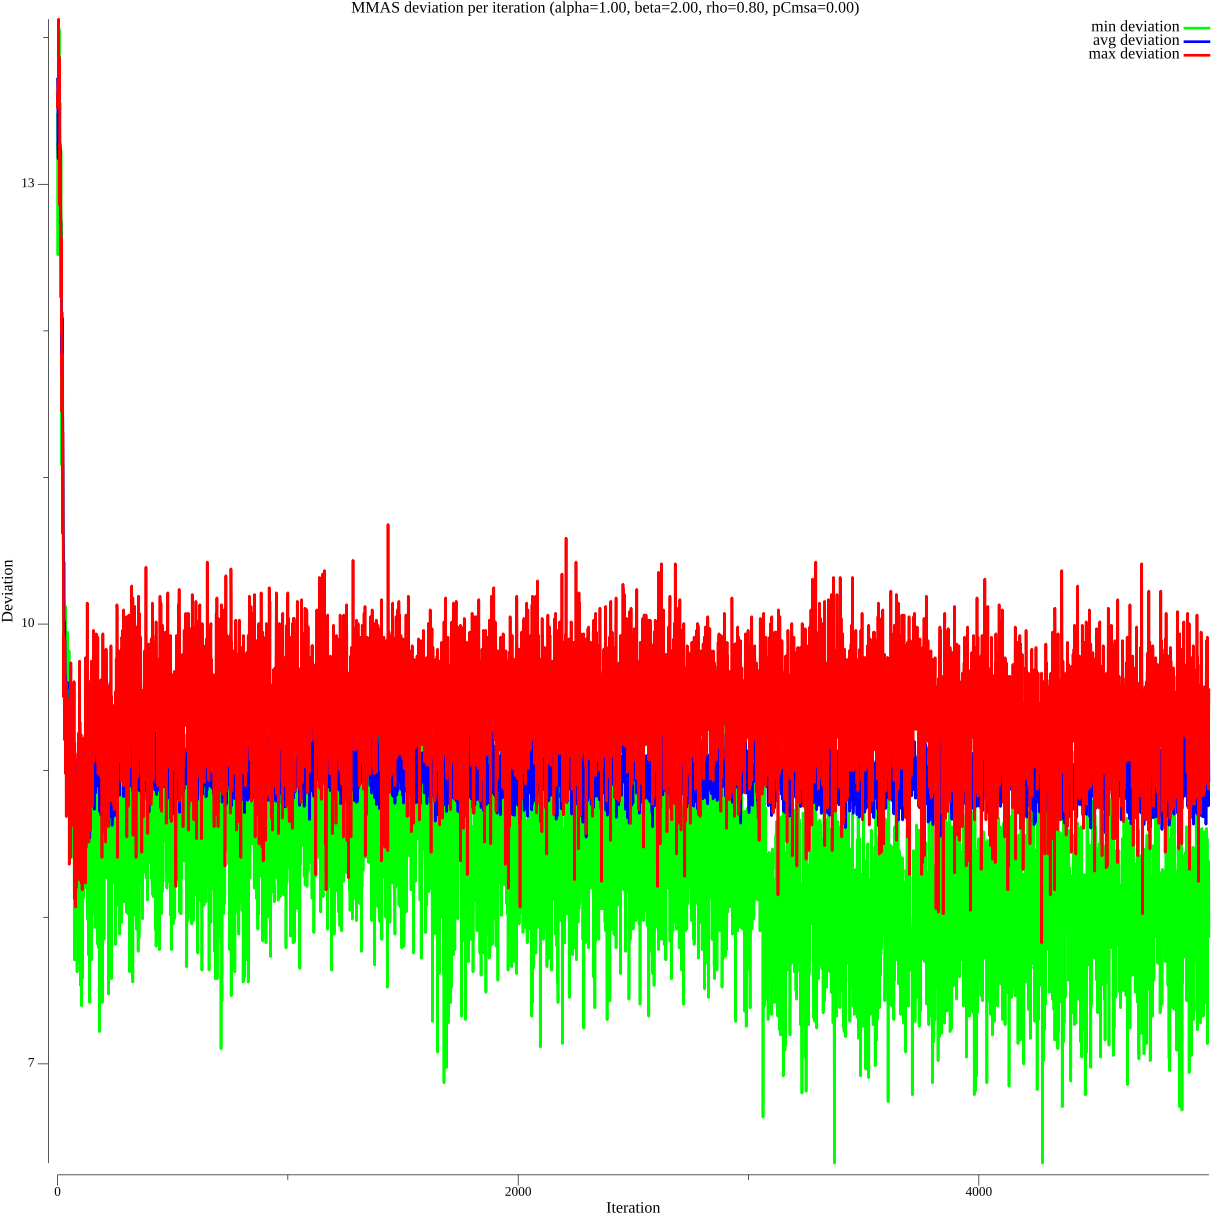 MMAS deviation per iteration (alpha=1.00, beta=2.00, rho=0.80, pCmsa=0.00)
min deviation
avg deviation
max deviation
13
10
7
Deviation
0
2000
4000
Iteration